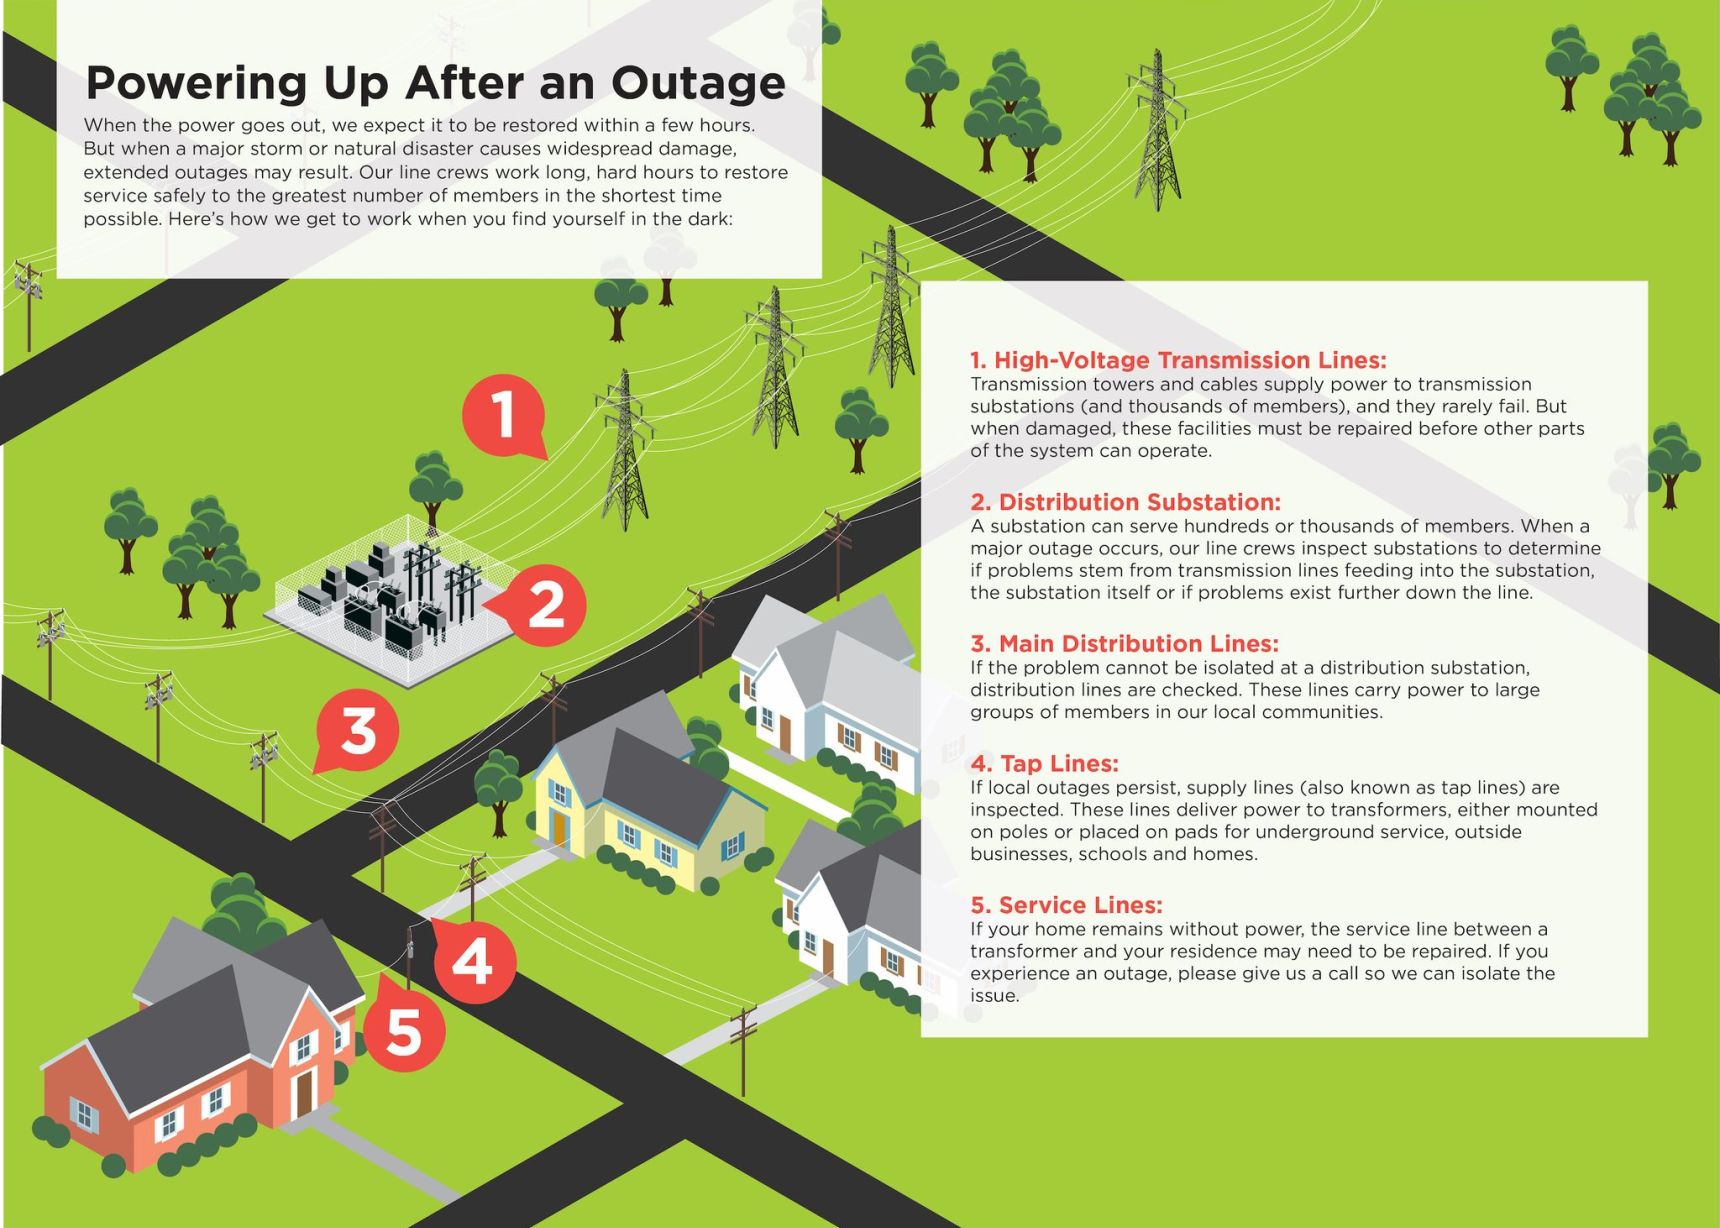 Powering Up After an Outage
When the power goes out, we expect it to be restored within a few hours.
But when a major storm or natural disaster causes widespread damage,
extended outages may result. Our line crews work long, hard hours to restore
service safely to the greatest number of members in the shortest time
possible. Here's how we get to work when you find yourself in the dark:
1
2
3
4
5
1. High-Voltage Transmission Lines:
Transmission towers and cables supply power to transmission
substations (and thousands of members), and they rarely fail. But
when damaged, these facilities must be repaired before other parts
of the system can operate.
2. Distribution Substation:
A substation can serve hundreds or thousands of members. When a
major outage occurs, our line crews inspect substations to determine
if problems stem from transmission lines feeding into the substation,
the substation itself or if problems exist further down the line.
3. Main Distribution Lines:
If the problem cannot be isolated at a distribution substation,
distribution lines are checked. These lines carry power to large
groups of members in our local communities.
4. Tap Lines:
If local outages persist, supply lines (also known as tap lines) are
inspected. These lines deliver power to transformers, either mounted
on poles or placed on pads for underground service, outside
businesses, schools and homes.
5. Service Lines:
If your home remains without power, the service line between a
transformer and your residence may need to be repaired. If you
experience an outage, please give us a call so we can isolate the
issue.